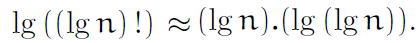 lg ((lg n) !) ≈ (lg n).(lg (lg n)).